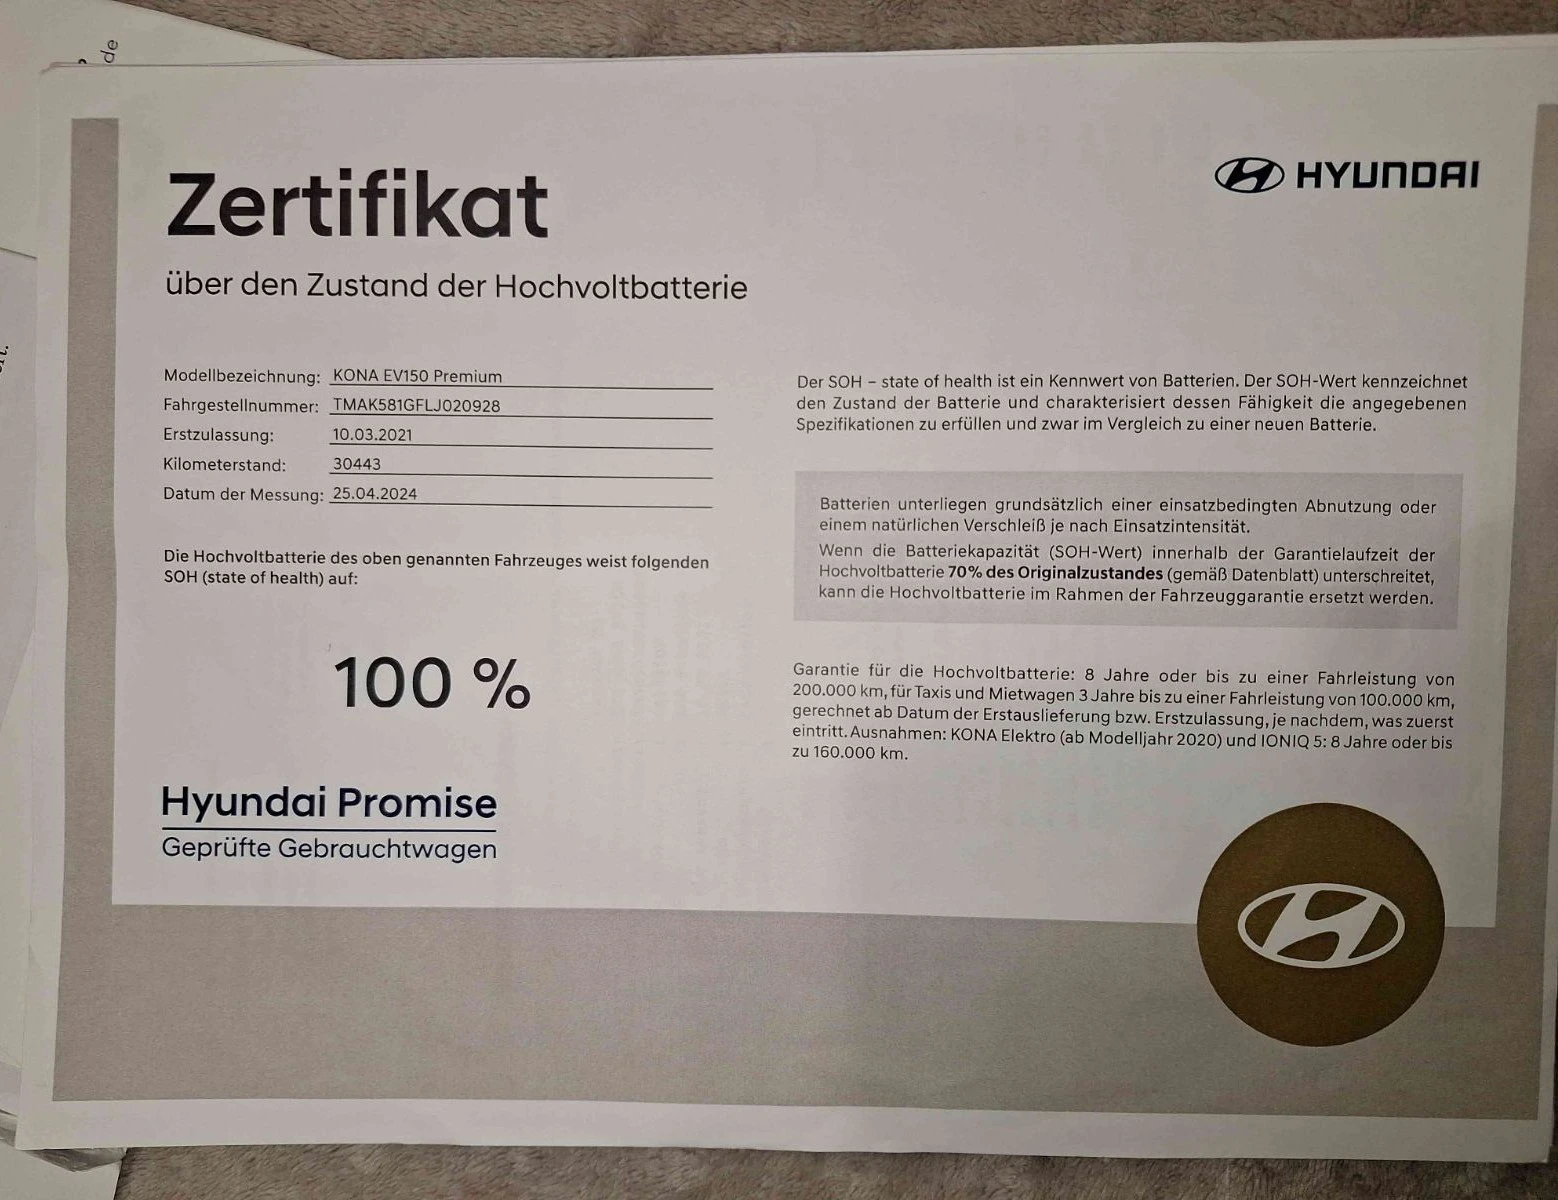 de
Zertifikat
HYUNDAI
über den Zustand der Hochvoltbatterie
Modellbezeichnung: KONA EV150 Premium
Fahrgestellnummer: TMAK581GFLJ020928
Erstzulassung: 10.03.2021
Kilometerstand: 30443
Datum der Messung: 25.04.2024
Die Hochvoltbatterie des oben genannten Fahrzeuges weist folgenden
SOH (state of health) auf:
100 %
Hyundai Promise
Geprüfte Gebrauchtwagen
Der SOH – state of health ist ein Kennwert von Batterien. Der SOH-Wert kennzeichnet
den Zustand der Batterie und charakterisiert dessen Fähigkeit die angegebenen
Spezifikationen zu erfüllen und zwar im Vergleich zu einer neuen Batterie.
Batterien unterliegen grundsätzlich einer einsatzbedingten Abnutzung oder
einem natürlichen Verschleiß je nach Einsatzintensität.
Wenn die Batteriekapazität (SOH-Wert) innerhalb der Garantielaufzeit der
Hochvoltbatterie 70% des Originalzustandes (gemäß Datenblatt) unterschreitet,
kann die Hochvoltbatterie im Rahmen der Fahrzeuggarantie ersetzt werden.
Garantie für die Hochvoltbatterie: 8 Jahre oder bis zu einer Fahrleistung von
200.000 km, für Taxis und Mietwagen 3 Jahre bis zu einer Fahrleistung von 100.000 km,
gerechnet ab Datum der Erstauslieferung bzw. Erstzulassung, je nachdem, was zuerst
eintritt. Ausnahmen: KONA Elektro (ab Modelljahr 2020) und IONIQ 5: 8 Jahre oder bis
zu 160.000 km.